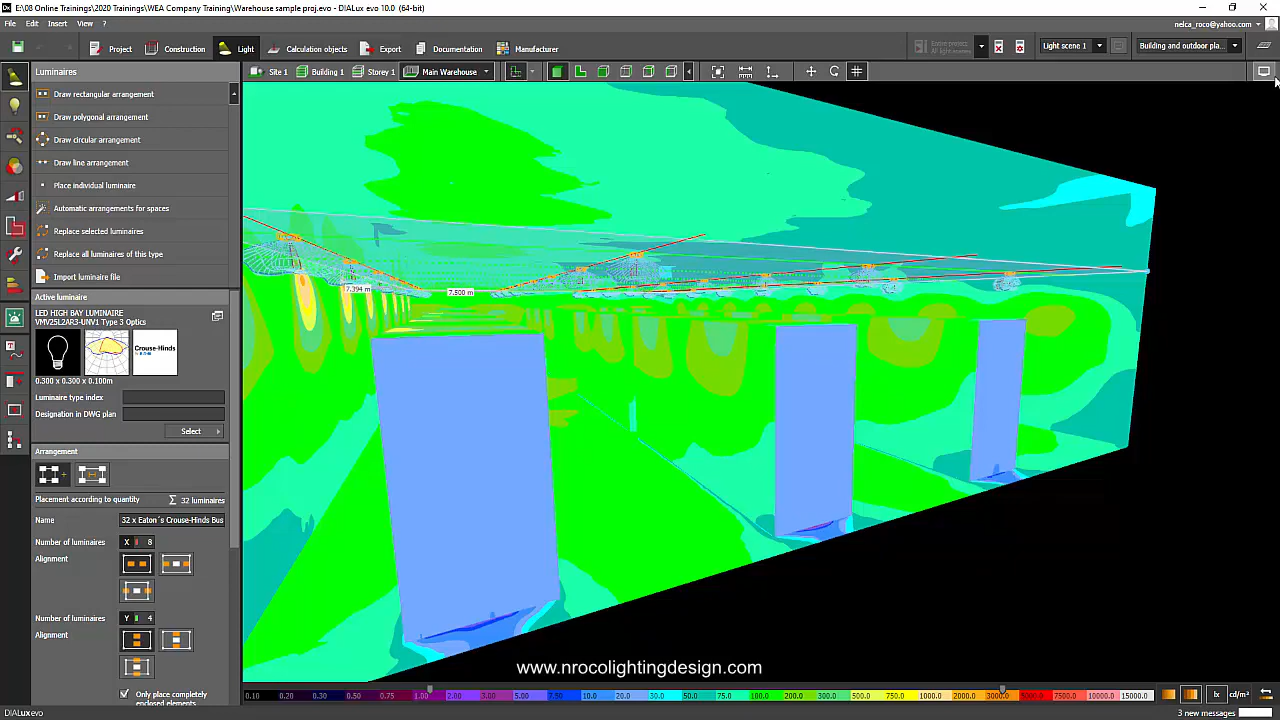 E:\08 Online Trainings\2020 Trainings\WEA Company Training\Warehouse sample proj.evo - DIALux evo 10.0 (64-bit)
File Edit Insert View ?
nelca_roco@yahoo.com
Project Construction Light Calculation objects Export Documentation Manufacturer
Light scene 1
Building and outdoor pla...
Luminaires
Site 1 Building 1 Storey 1 Main Warehouse
Draw rectangular arrangement
Draw polygonal arrangement
Draw circular arrangement
Draw line arrangement
Place individual luminaire
Automatic arrangements for spaces
Replace selected luminaires
Replace all luminaires of this type
Import luminaire file
7.394 m
7.500 m
Active luminaire
LED HIGH BAY LUMINAIRE
Crouse-Hinds
0.300 x 0.300 x 0.100m
Luminaire type index
Designation in DWG plan
Select
Arrangement
Placement according to quantity Σ 32 luminaires
Name 32 x Eaton´s Crouse-Hinds Bus
Number of luminaires X 8
Alignment
Number of luminaires Y 4
Alignment
Only place completely
enclosed elements
www.nrocolightingdesign.com
0.10 0.20 0.30 0.50 0.75 1.00 2.00 3.00 5.00 7.50 10.0 20.0 30.0 50.0 75.0 100.0 200.0 300.0 500.0 750.0 1000.0 2000.0 3000.0 5000.0 7500.0 10000.0 15000.0 lx cd/m²
DIALuxevo
3 new messages